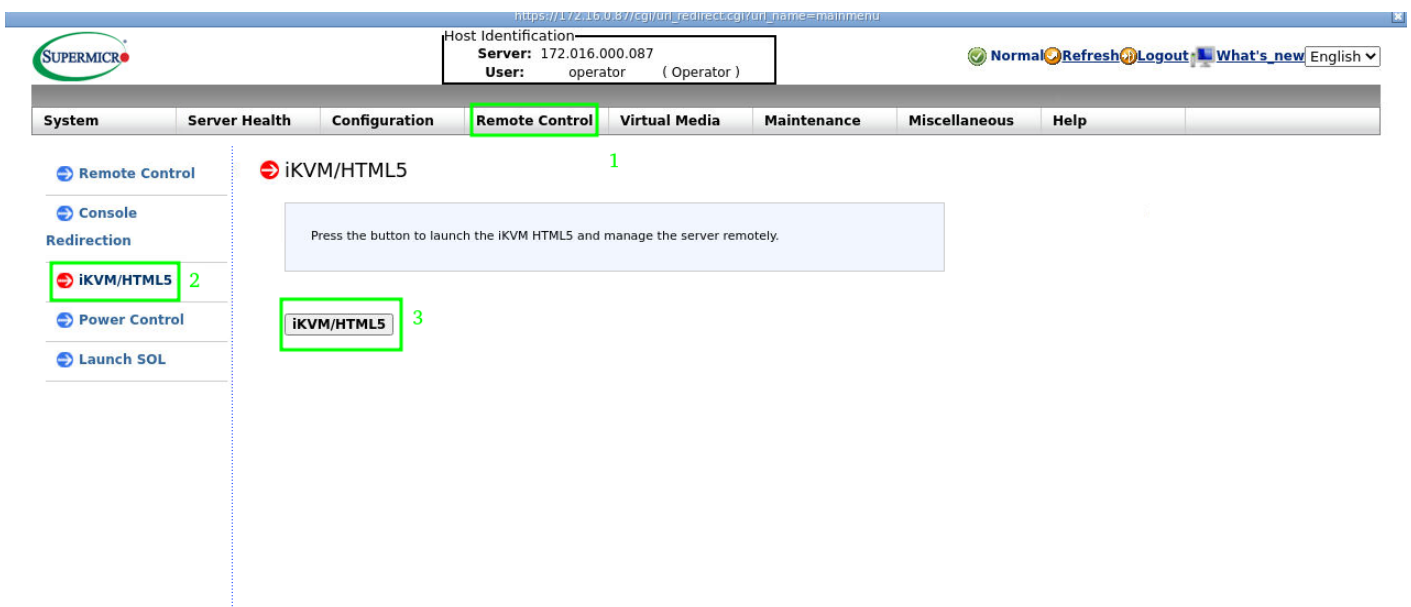 https://172.16.0.87/cgi/url_redirect.cgi?url_name=mainmenu
SUPERMICR
Host Identification
Server: 172.016.000.087
User: operator ( Operator )
Normal Refresh Logout What's_new English
System Server Health Configuration Remote Control Virtual Media Maintenance Miscellaneous Help
1
Remote Control
Console
Redirection
iKVM/HTML5 2
Power Control
Launch SOL
iKVM/HTML5
Press the button to launch the iKVM HTML5 and manage the server remotely.
iKVM/HTML5 3